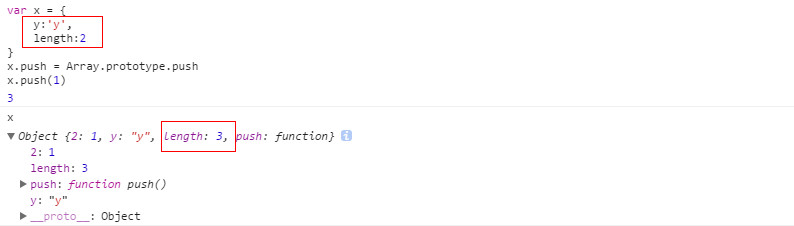 var x = {
y:'y',
length:2
}
x.push = Array.prototype.push
x.push(1)
3
x
▼Object {2: 1, y: "y", length: 3, push: function} i
2: 1
length: 3
▶push: function push()
y: "y"
▶__proto__: Object